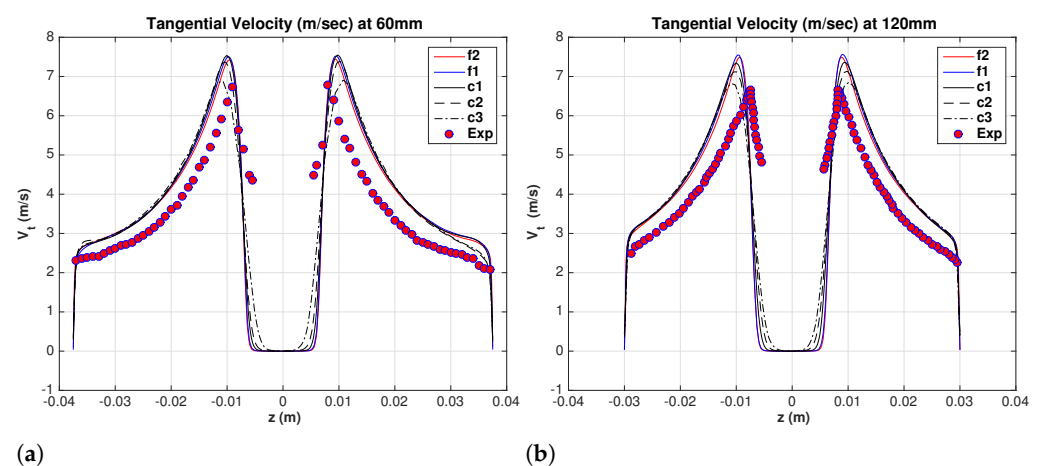 Tangential Velocity (m/sec) at 60mm
8
7
6
5
4
3
2
1
0
-1
V_t (m/s)
-0.04
-0.03
-0.02
-0.01
0
0.01
0.02
0.03
0.04
z (m)
f2
f1
c1
c2
c3
Exp
(a)
Tangential Velocity (m/sec) at 120mm
8
7
6
5
4
3
2
1
0
-1
V_t (m/s)
-0.04
-0.03
-0.02
-0.01
0
0.01
0.02
0.03
0.04
z (m)
f2
f1
c1
c2
c3
Exp
(b)